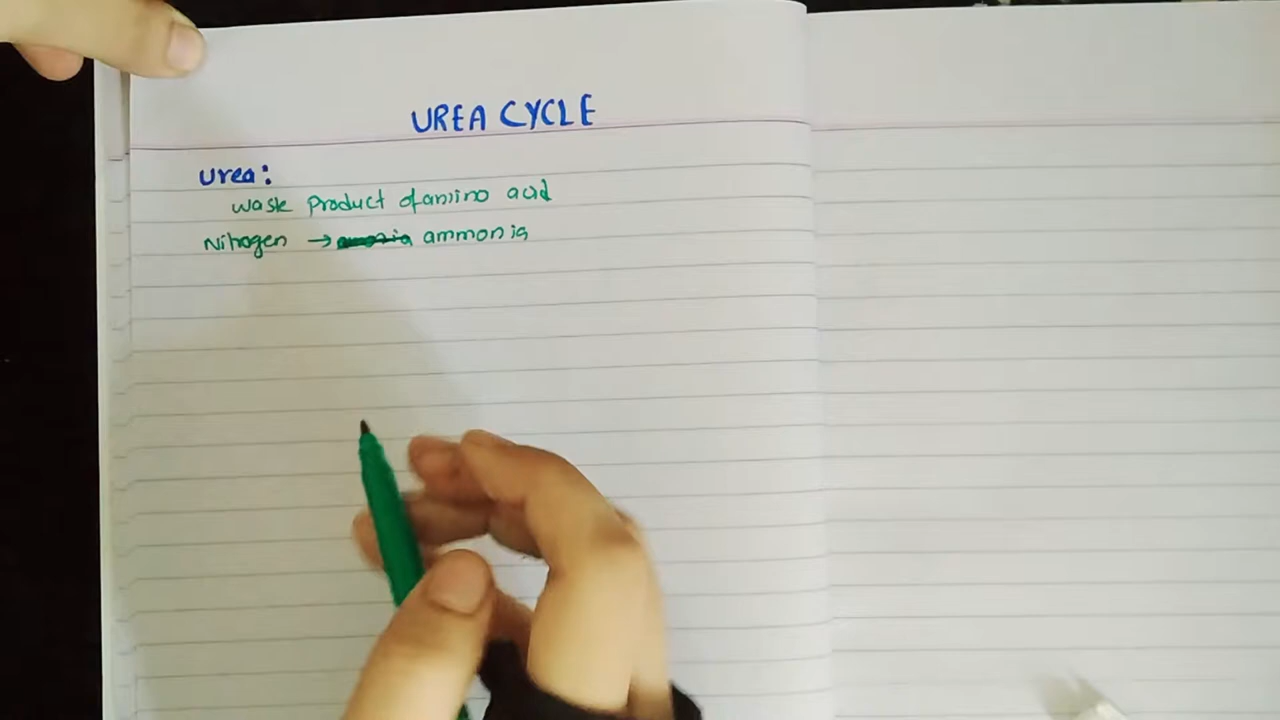 UREA CYCLE
urea:
waste product of amino acid
Nitrogen → ammonia